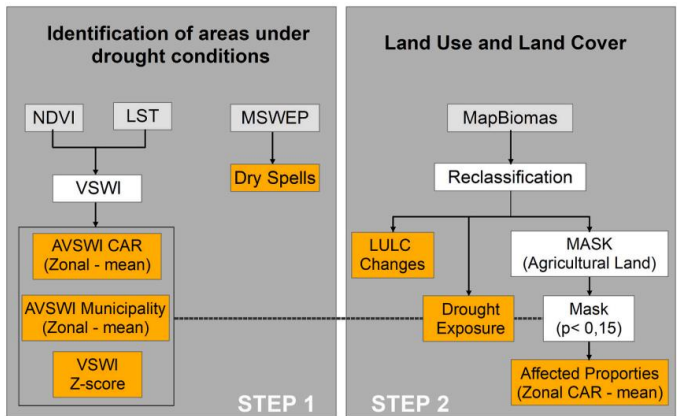 Identification of areas under
drought conditions
NDVI
LST
MSWEP
VSWI
Dry Spells
AVSWI CAR
(Zonal - mean)
AVSWI Municipality
(Zonal - mean)
VSWI
Z-score
STEP 1
Land Use and Land Cover
MapBiomas
Reclassification
LULC
Changes
MASK
(Agricultural Land)
Drought
Exposure
Mask
(p< 0,15)
Affected Proporties
(Zonal CAR - mean)
STEP 2